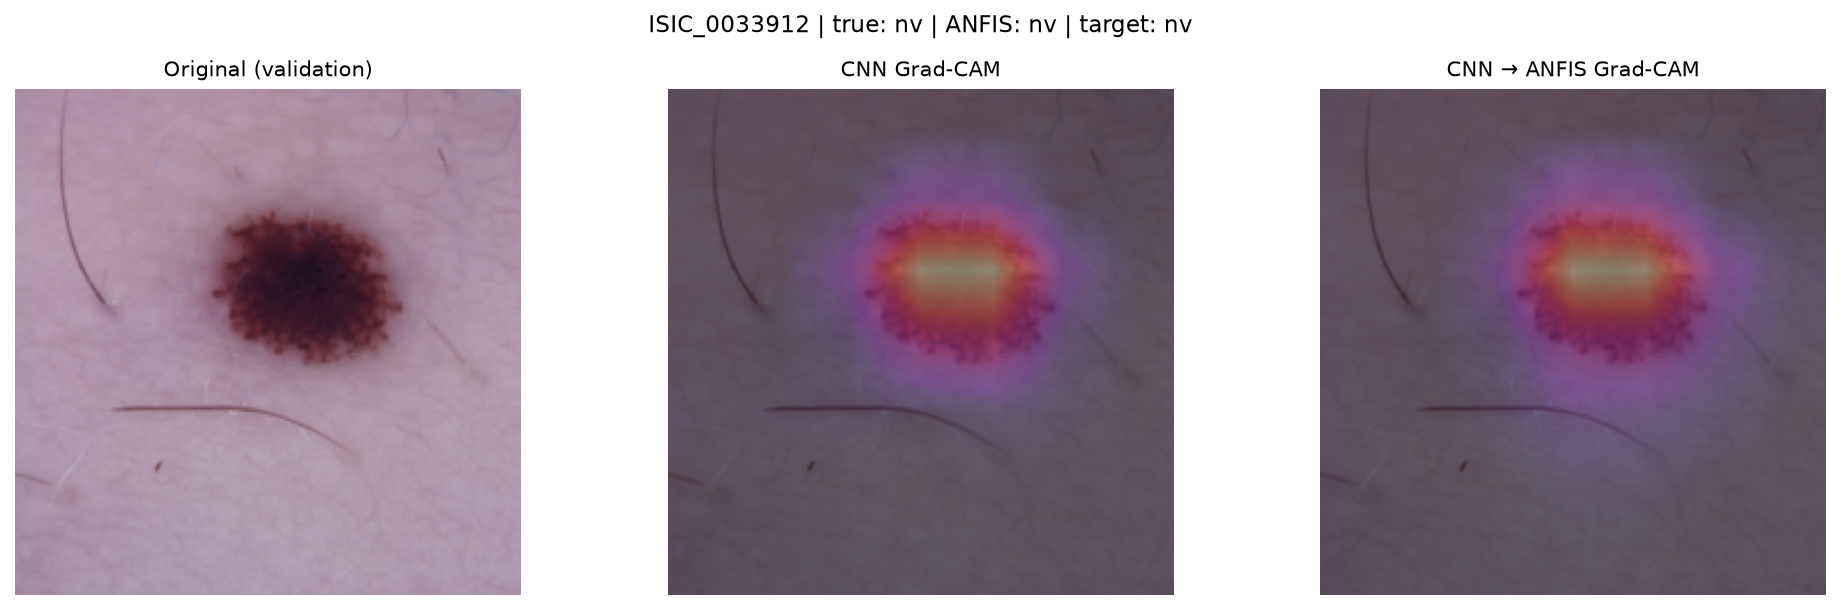 ISIC_0033912 | true: nv | ANFIS: nv | target: nv
Original (validation)
CNN Grad-CAM
CNN → ANFIS Grad-CAM